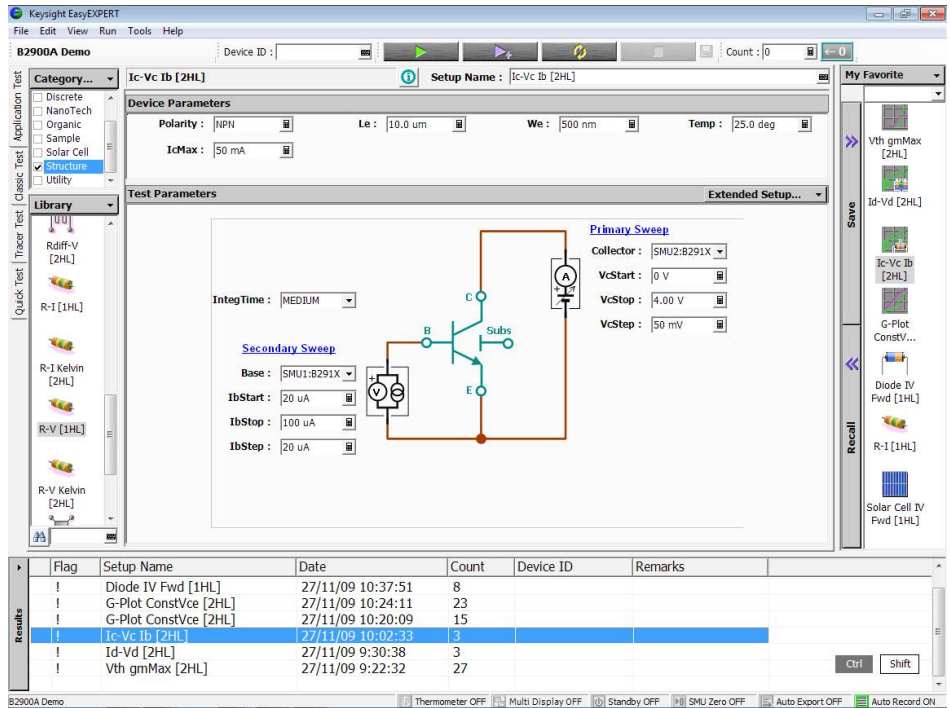 Keysight EasyEXPERT
File Edit View Run Tools Help
B2900A Demo
Device ID :
Count : 0
0
Quick Test Tracer Test Classic Test Application Test
Category...
Discrete
NanoTech
Organic
Sample
Solar Cell
Structure
Utility
Library
Rdiff-V
[2HL]
R-I [1HL]
R-I Kelvin
[2HL]
R-V [1HL]
R-V Kelvin
[2HL]
Ic-Vc Ib [2HL]
Setup Name : Ic-Vc Ib [2HL]
Device Parameters
Polarity : NPN
Le : 10.0 um
We : 500 nm
Temp : 25.0 deg
IcMax : 50 mA
Test Parameters
Extended Setup...
IntegTime : MEDIUM
Secondary Sweep
Base : SMU1:B291X
IbStart : 20 uA
IbStop : 100 uA
IbStep : 20 uA
C
B
Subs
E
V
A
Primary Sweep
Collector : SMU2:B291X
VcStart : 0 V
VcStop : 4.00 V
VcStep : 50 mV
Save
Recall
My Favorite
Vth gmMax
[2HL]
Id-Vd [2HL]
Ic-Vc Ib
[2HL]
G-Plot
ConstV...
Diode IV
Fwd [1HL]
R-I [1HL]
Solar Cell IV
Fwd [1HL]
Results
Flag Setup Name Date Count Device ID Remarks
! Diode IV Fwd [1HL] 27/11/09 10:37:51 8
! G-Plot ConstVce [2HL] 27/11/09 10:24:11 23
! G-Plot ConstVce [2HL] 27/11/09 10:20:09 15
! Ic-Vc Ib [2HL] 27/11/09 10:02:33 3
! Id-Vd [2HL] 27/11/09 9:30:38 3
! Vth gmMax [2HL] 27/11/09 9:22:32 27
Ctrl Shift
B2900A Demo
Thermometer OFF Multi Display OFF Standby OFF SMU Zero OFF Auto Export OFF Auto Record ON